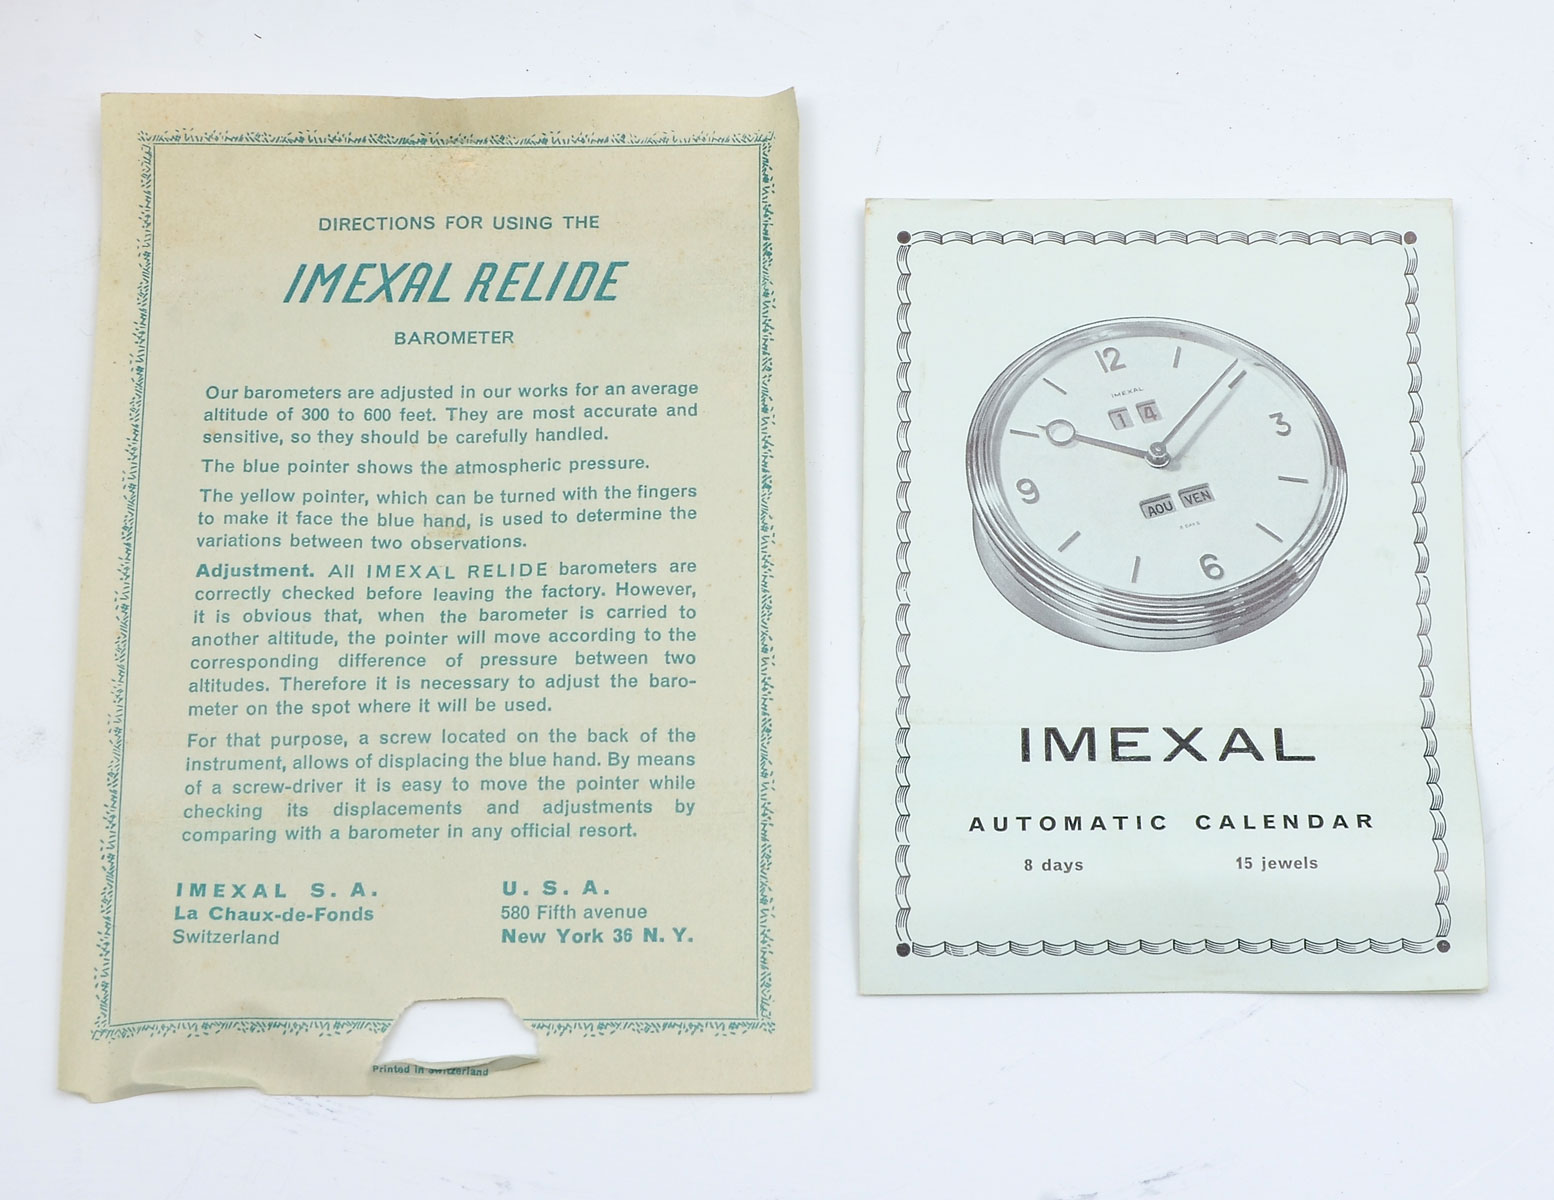 DIRECTIONS FOR USING THE
IMEXAL RELIDE
BAROMETER
Our barometers are adjusted in our works for an average
altitude of 300 to 600 feet. They are most accurate and
sensitive, so they should be carefully handled.
The blue pointer shows the atmospheric pressure.
The yellow pointer, which can be turned with the fingers
to make it face the blue hand, is used to determine the
variations between two observations.
Adjustment. All IMEXAL RELIDE barometers are
correctly checked before leaving the factory. However,
it is obvious that, when the barometer is carried to
another altitude, the pointer will move according to the
corresponding difference of pressure between two
altitudes. Therefore it is necessary to adjust the baro-
meter on the spot where it will be used.
For that purpose, a screw located on the back of the
instrument, allows of displacing the blue hand. By means
of a screw-driver it is easy to move the pointer while
checking its displacements and adjustments by
comparing with a barometer in any official resort.
IMEXAL S. A.
La Chaux-de-Fonds
Switzerland
U. S. A.
580 Fifth avenue
New York 36 N. Y.
Printed in Switzerland
12
IMEXAL
1 4
3
9
AOU VEN
8 DAYS
6
IMEXAL
AUTOMATIC CALENDAR
8 days 15 jewels